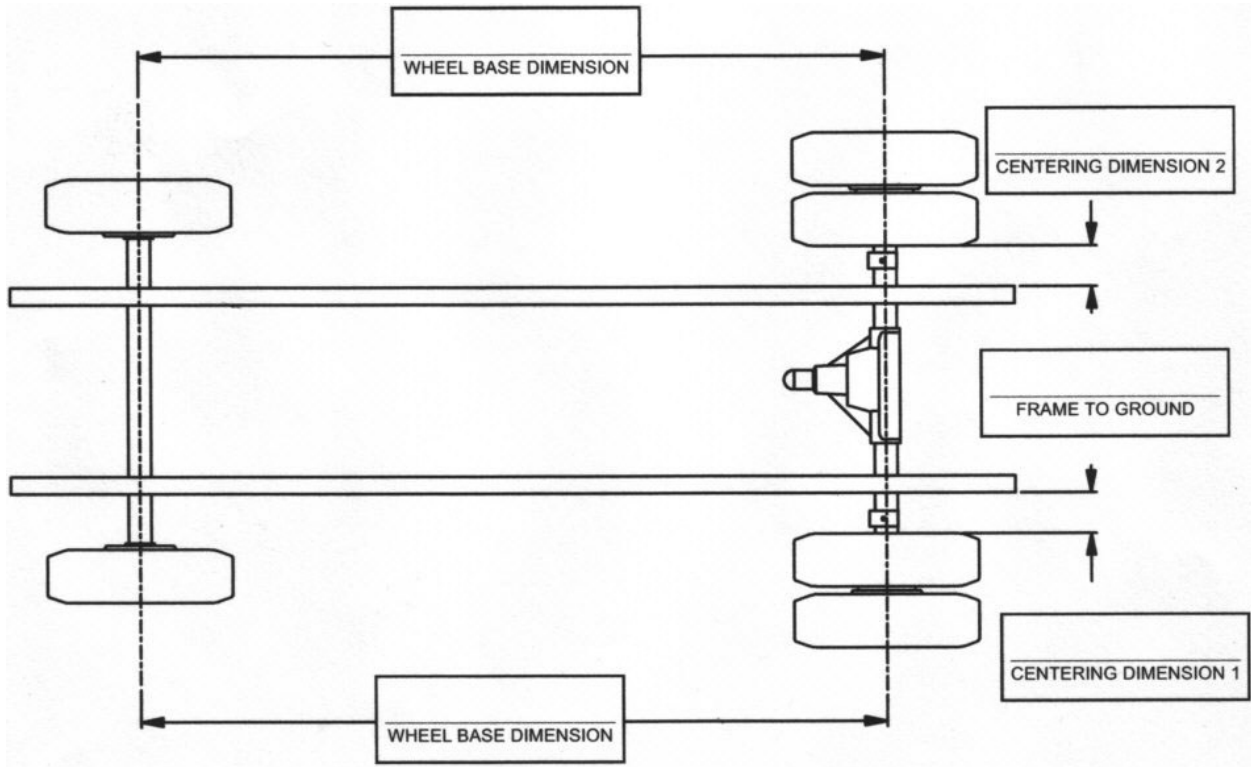 WHEEL BASE DIMENSION
CENTERING DIMENSION 2
FRAME TO GROUND
CENTERING DIMENSION 1
WHEEL BASE DIMENSION